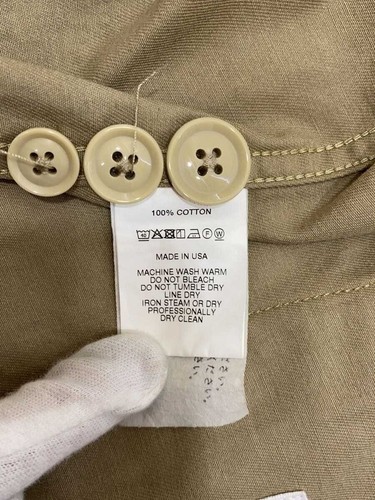 100% COTTON
40 F W
MADE IN USA
MACHINE WASH WARM
DO NOT BLEACH
DO NOT TUMBLE DRY
LINE DRY
IRON STEAM OR DRY
PROFESSIONALLY
DRY CLEAN